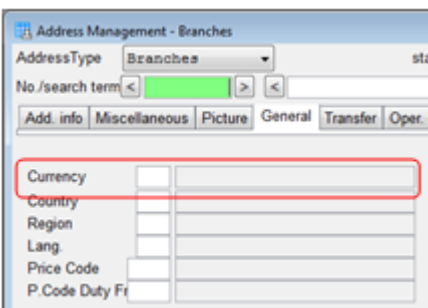 Address Management - Branches
AddressType Branches sta
No./search term < > <
Add. info Miscellaneous Picture General Transfer Oper.
Currency
Country
Region
Lang.
Price Code
P.Code Duty Fr